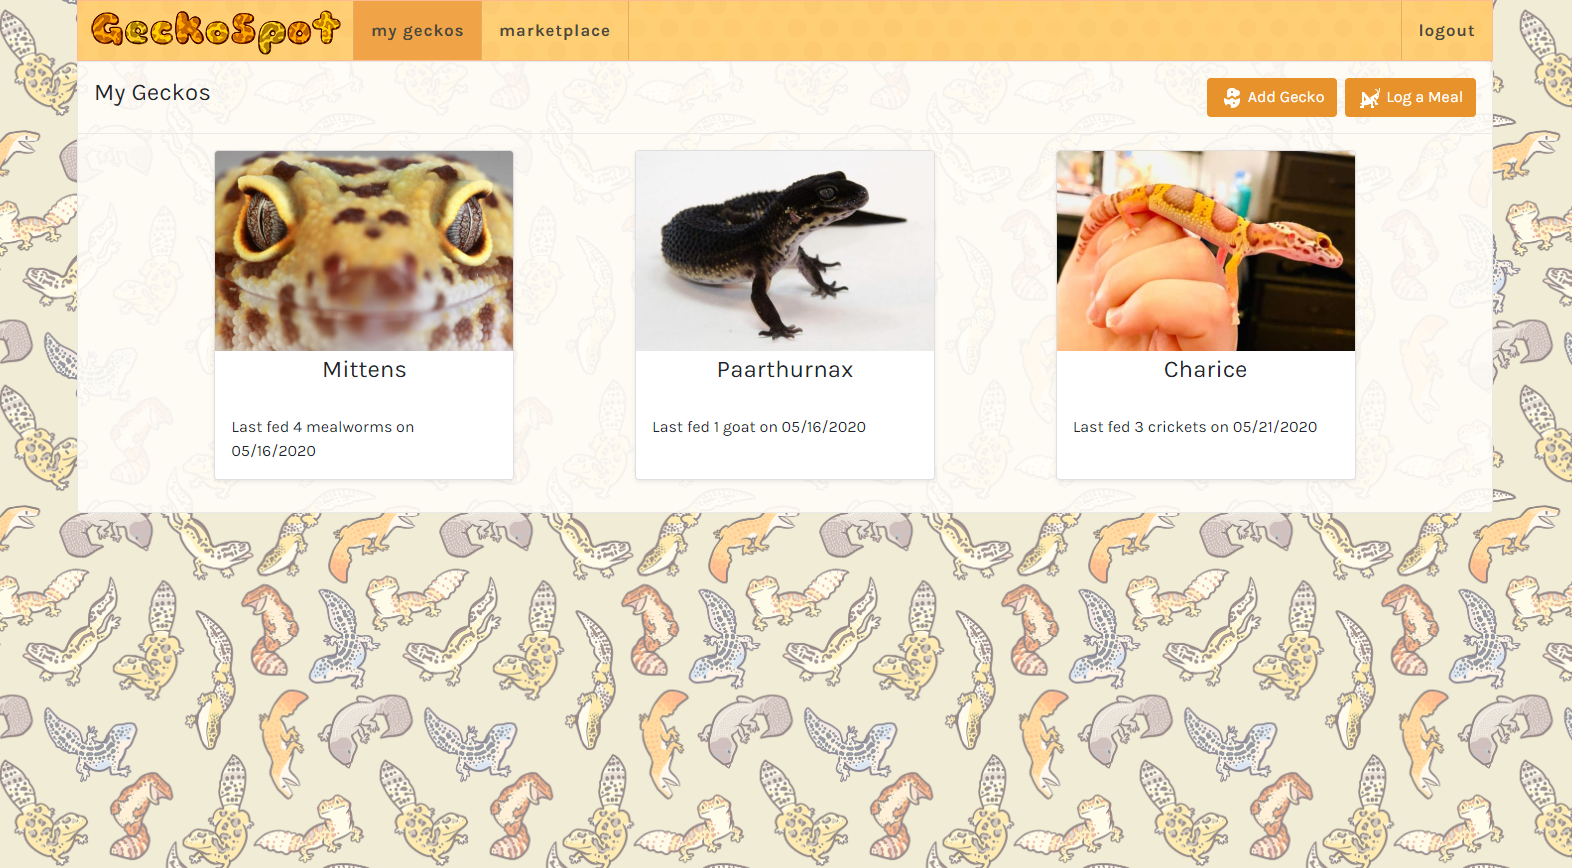 GeckoSpot
my geckos
marketplace
logout
My Geckos
Add Gecko
Log a Meal
Mittens
Last fed 4 mealworms on
05/16/2020
Paarthurnax
Last fed 1 goat on 05/16/2020
Charice
Last fed 3 crickets on 05/21/2020